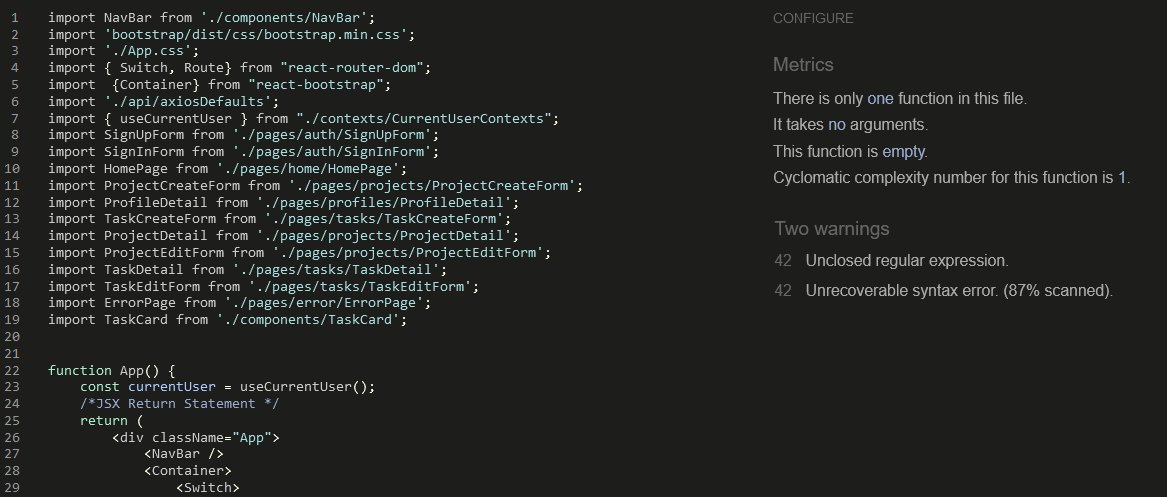 1 import NavBar from './components/NavBar';
2 import 'bootstrap/dist/css/bootstrap.min.css';
3 import './App.css';
4 import { Switch, Route} from "react-router-dom";
5 import  {Container} from "react-bootstrap";
6 import './api/axiosDefaults';
7 import { useCurrentUser } from "./contexts/CurrentUserContexts";
8 import SignUpForm from './pages/auth/SignUpForm';
9 import SignInForm from './pages/auth/SignInForm';
10 import HomePage from './pages/home/HomePage';
11 import ProjectCreateForm from './pages/projects/ProjectCreateForm';
12 import ProfileDetail from './pages/profiles/ProfileDetail';
13 import TaskCreateForm from './pages/tasks/TaskCreateForm';
14 import ProjectDetail from './pages/projects/ProjectDetail';
15 import ProjectEditForm from './pages/projects/ProjectEditForm';
16 import TaskDetail from './pages/tasks/TaskDetail';
17 import TaskEditForm from './pages/tasks/TaskEditForm';
18 import ErrorPage from './pages/error/ErrorPage';
19 import TaskCard from './components/TaskCard';
20
21
22 function App() {
23     const currentUser = useCurrentUser();
24     /*JSX Return Statement */
25     return (
26         <div className="App">
27             <NavBar />
28             <Container>
29                 <Switch>
CONFIGURE
Metrics
There is only one function in this file.
It takes no arguments.
This function is empty.
Cyclomatic complexity number for this function is 1.
Two warnings
42 Unclosed regular expression.
42 Unrecoverable syntax error. (87% scanned).